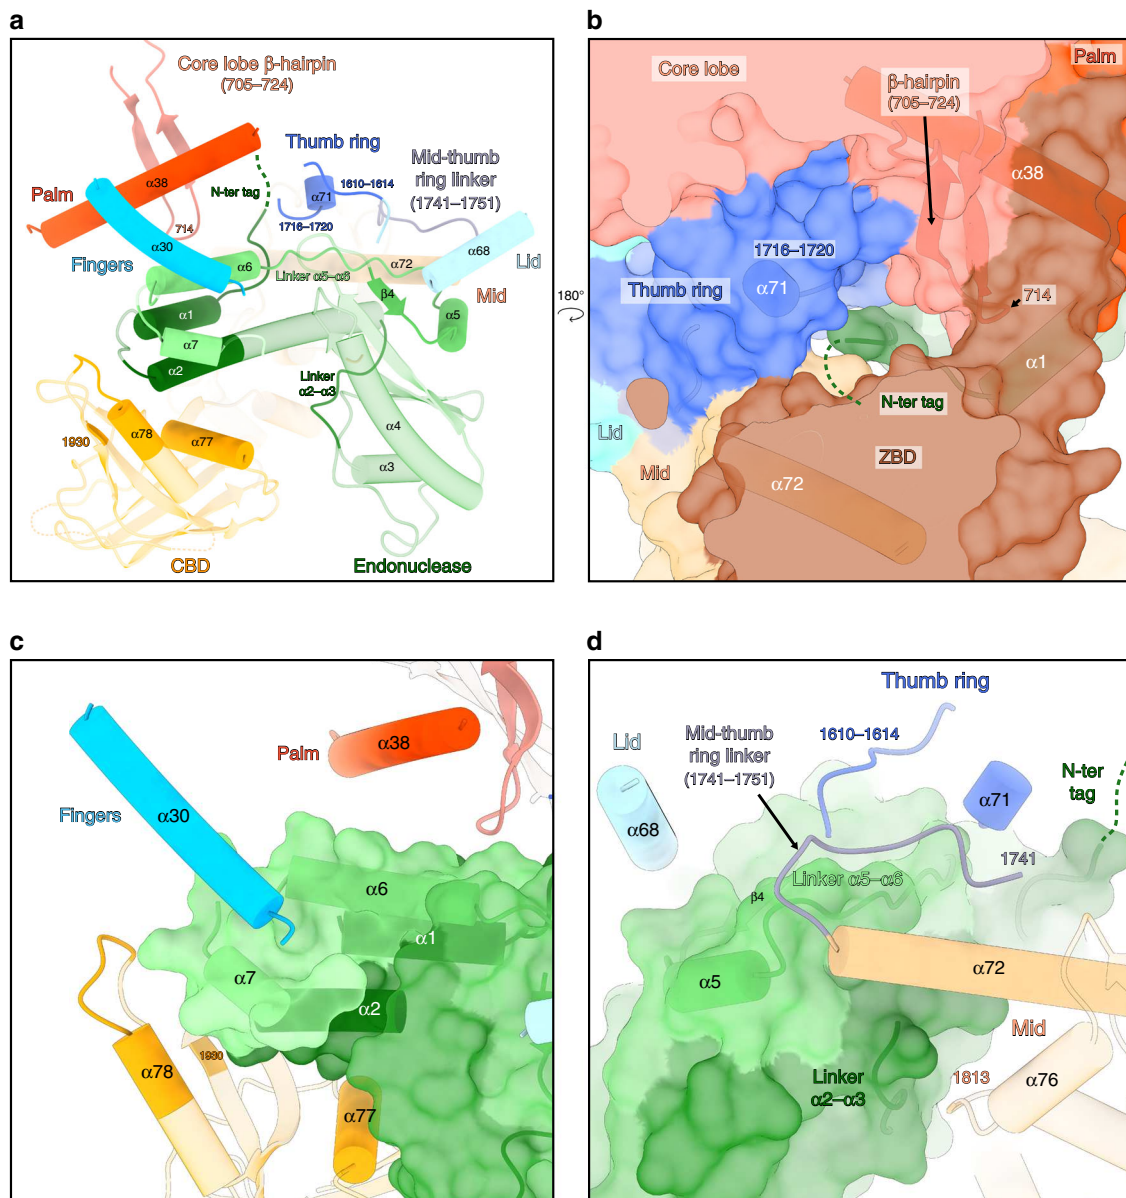 a
Core lobe β-hairpin
(705–724)
Thumb ring
Mid-thumb
ring linker
(1741–1751)
Palm
α38
N-ter tag
α71
1610–1614
1716–1720
714
α30
Fingers
α6
Linker α5–α6
α72
α68
Lid
Mid
β4
α5
α1
α7
α2
Linker
α2–α3
α4
α3
1930
α78
α77
CBD
Endonuclease
b
Core lobe
Palm
β-hairpin
(705–724)
α38
1716–1720
Thumb ring
α71
714
α1
N-ter tag
Lid
Mid
ZBD
α72
180°
c
Palm
α38
Fingers
α30
α6
α1
α7
α2
1930
α78
α77
d
Thumb ring
Lid
Mid-thumb
ring linker
(1741–1751)
1610–1614
N-ter
tag
α71
α68
1741
Linker α5–α6
β4
α5
α72
Mid
Linker
α2–α3
1813
α76